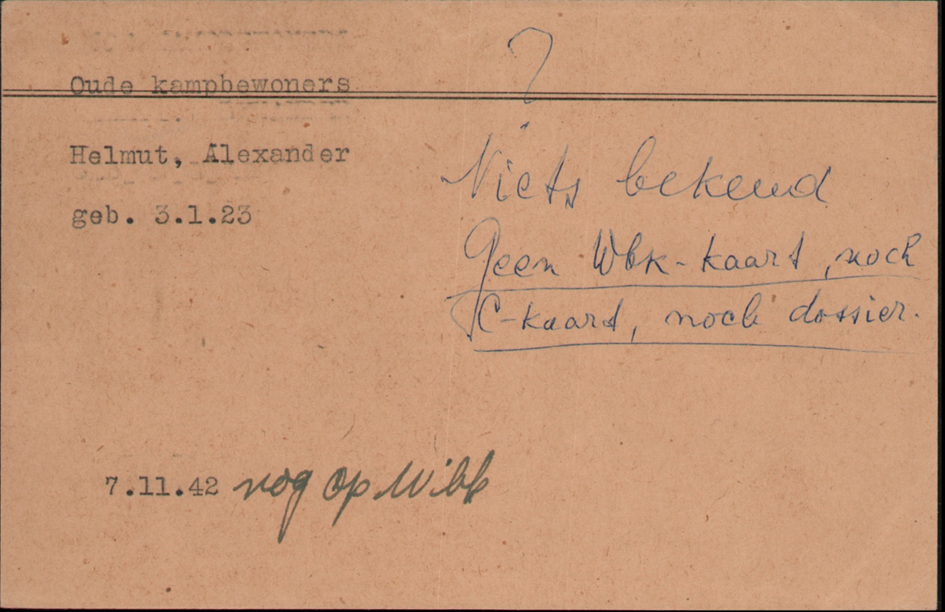 ?
Oude kampbewoners
Helmut, Alexander
geb. 3.1.23
Niets bekend
Geen Wbk-kaart, noch
C-kaart, noch dossier.
7.11.42 nog op Wibb